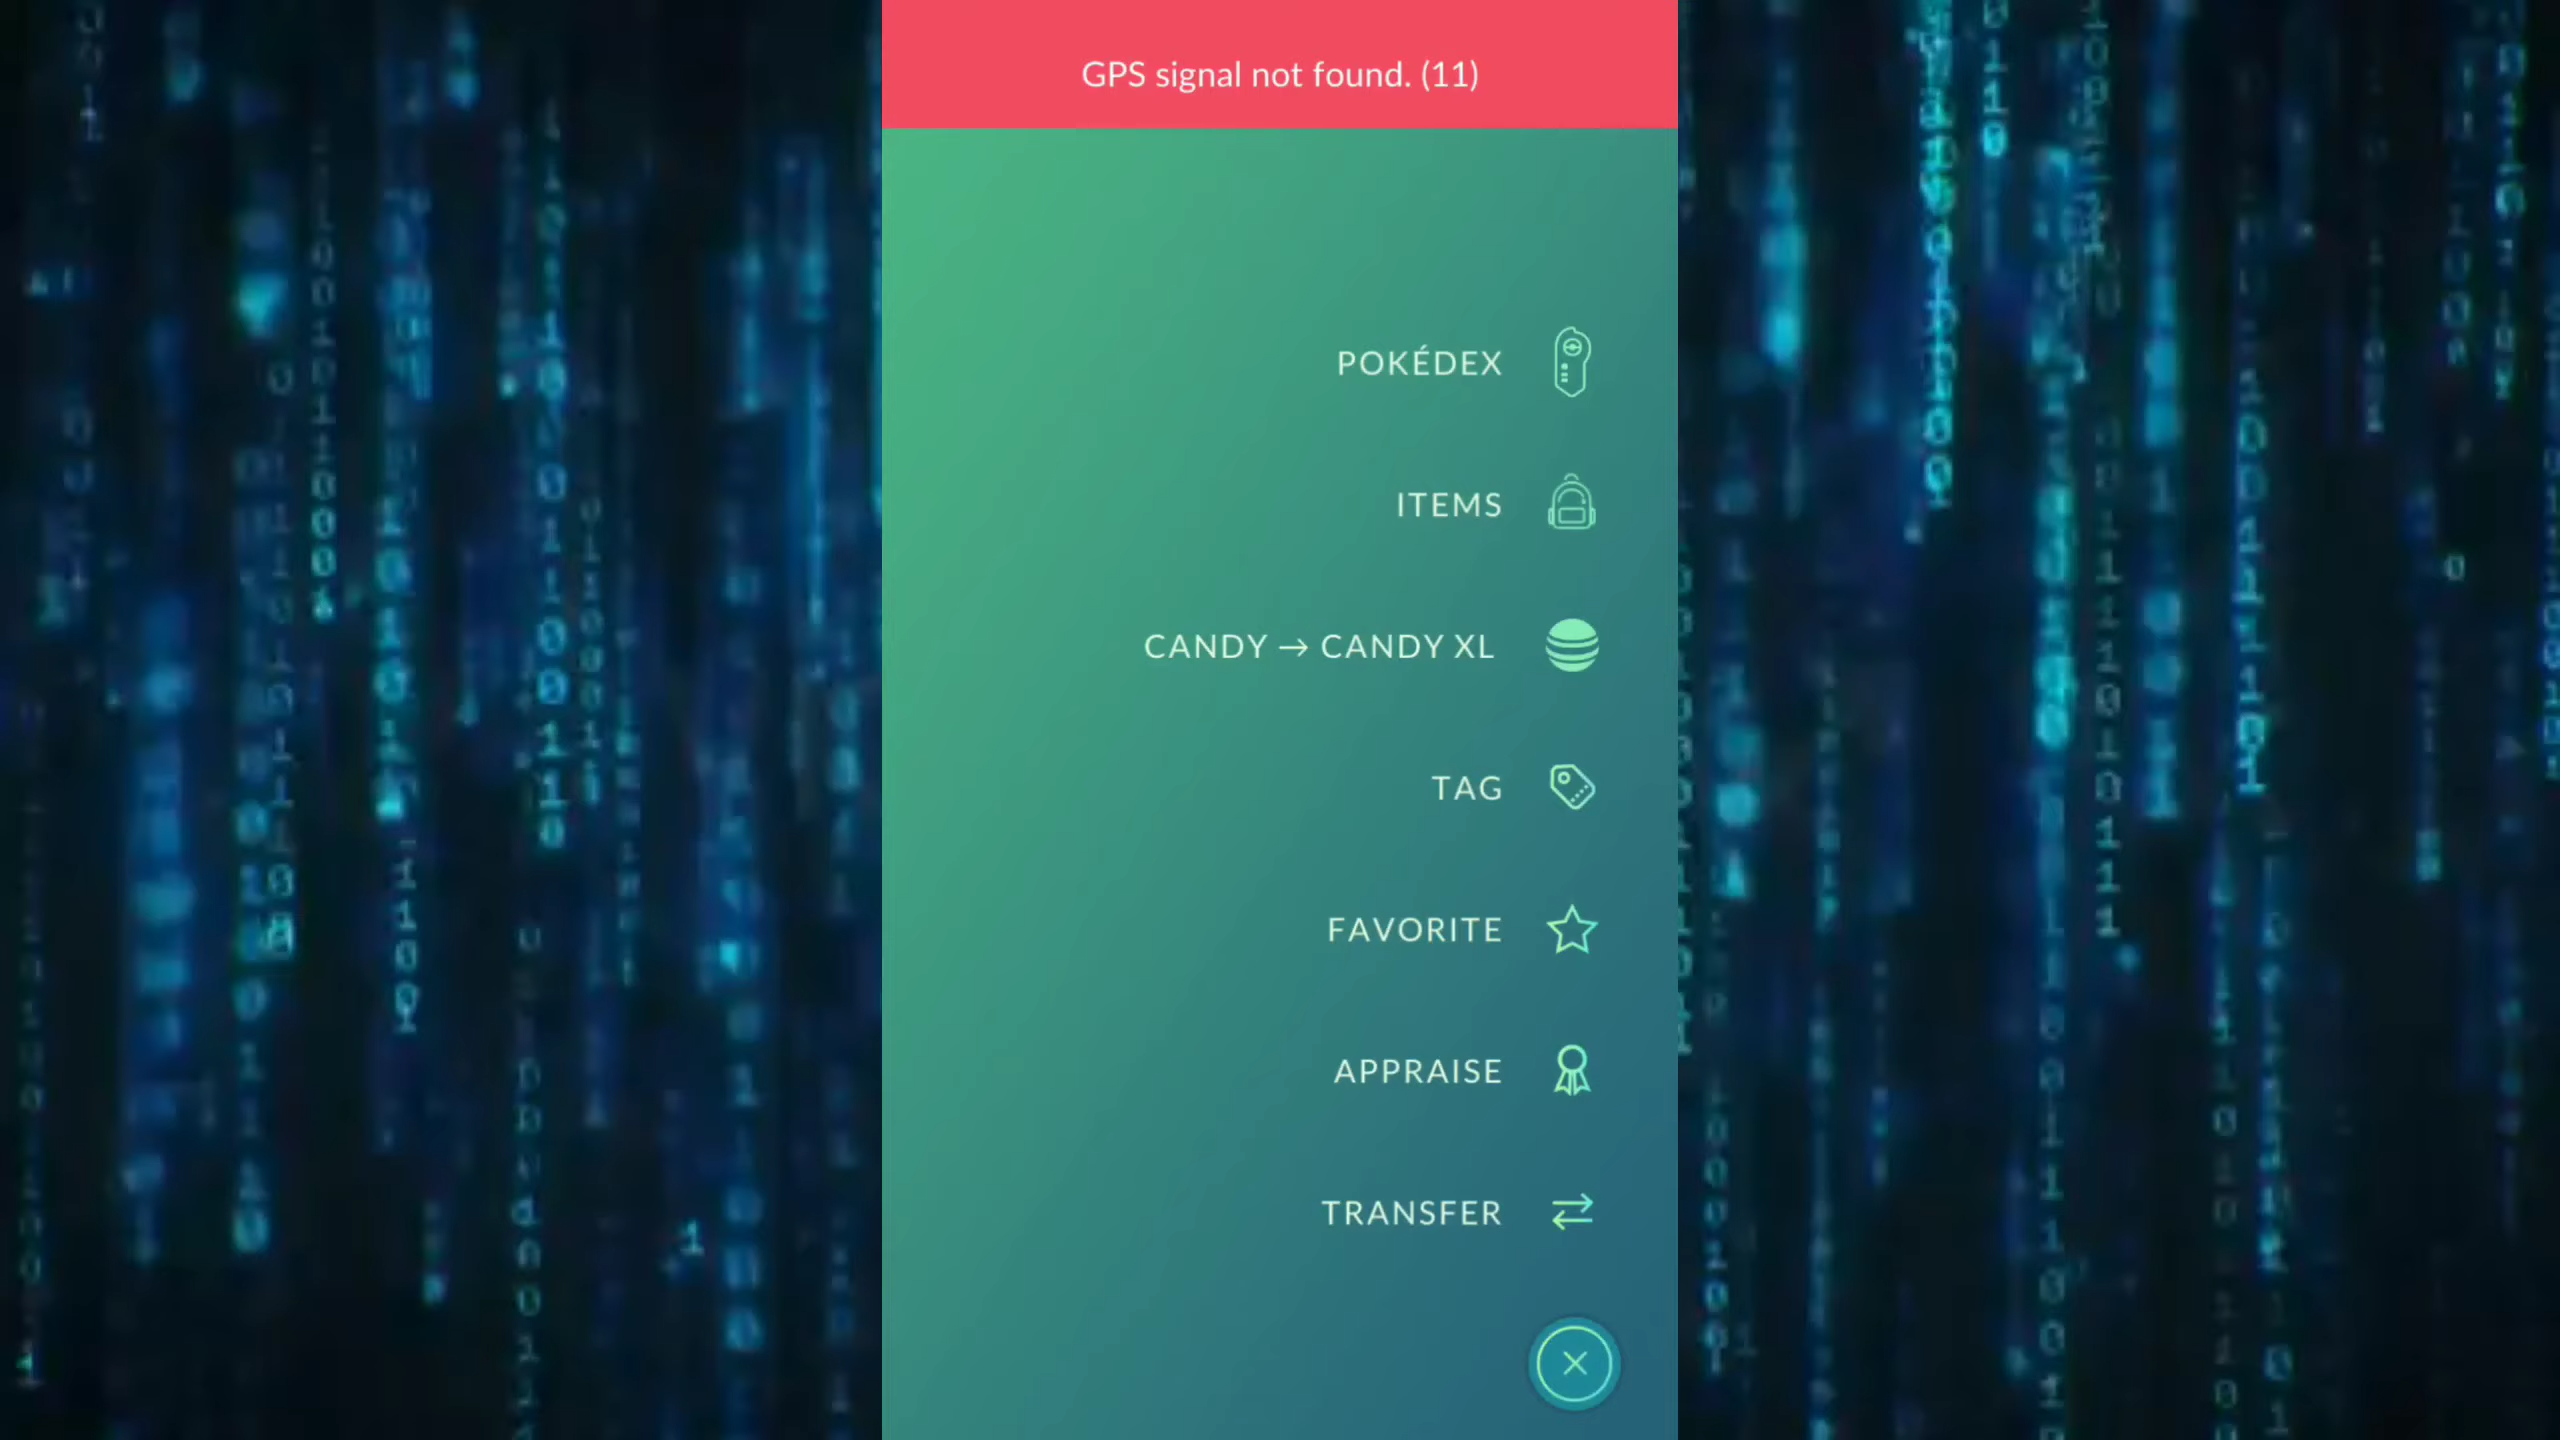 GPS signal not found. (11)
POKÉDEX
ITEMS
CANDY → CANDY XL
TAG
FAVORITE
APPRAISE
TRANSFER